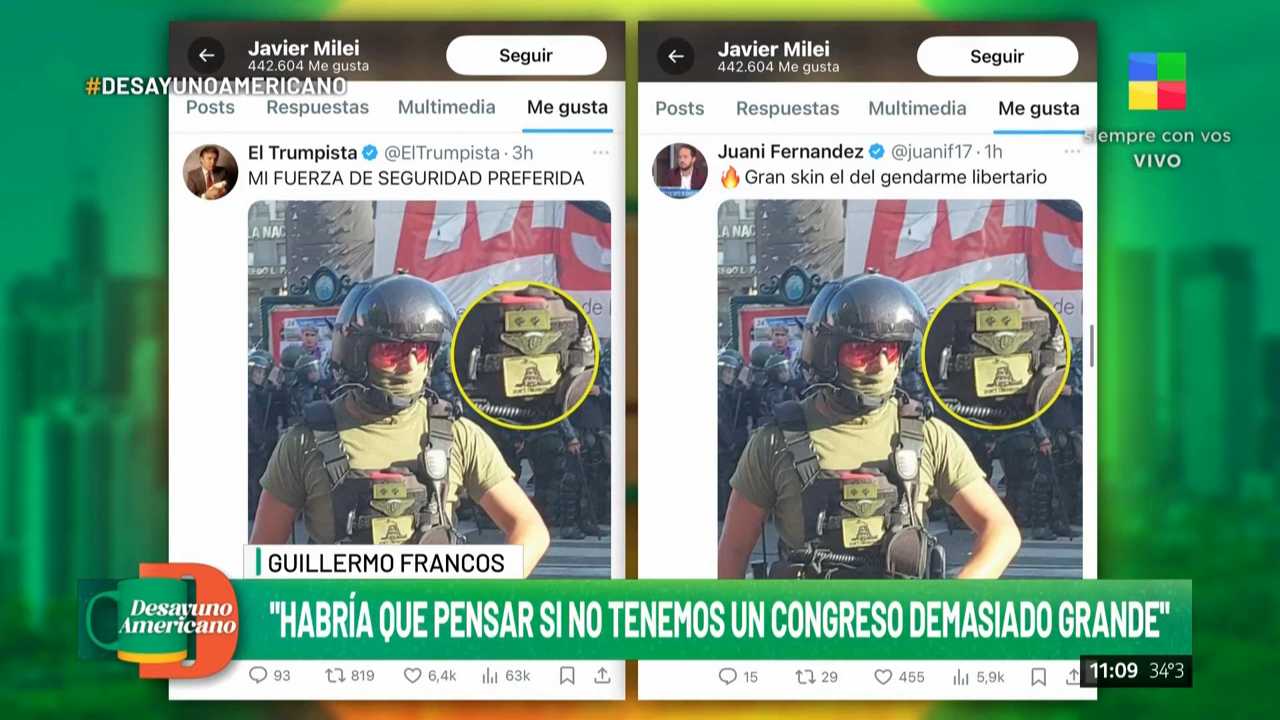 #DESAYUNOAMERICANO
Javier Milei
442.604 Me gusta
Seguir
Posts Respuestas Multimedia Me gusta
El Trumpista @ElTrumpista · 3h
MI FUERZA DE SEGURIDAD PREFERIDA
LA NAC
Javier Milei
442.604 Me gusta
Seguir
Posts Respuestas Multimedia Me gusta
Juani Fernandez @juanif17 · 1h
🔥Gran skin el del gendarme libertario
LA NAC
siempre con vos
VIVO
GUILLERMO FRANCOS
Desayuno
Americano
"HABRÍA QUE PENSAR SI NO TENEMOS UN CONGRESO DEMASIADO GRANDE"
93 819 6,4k 63k
15 29 455 5,9k
11:09 34°3